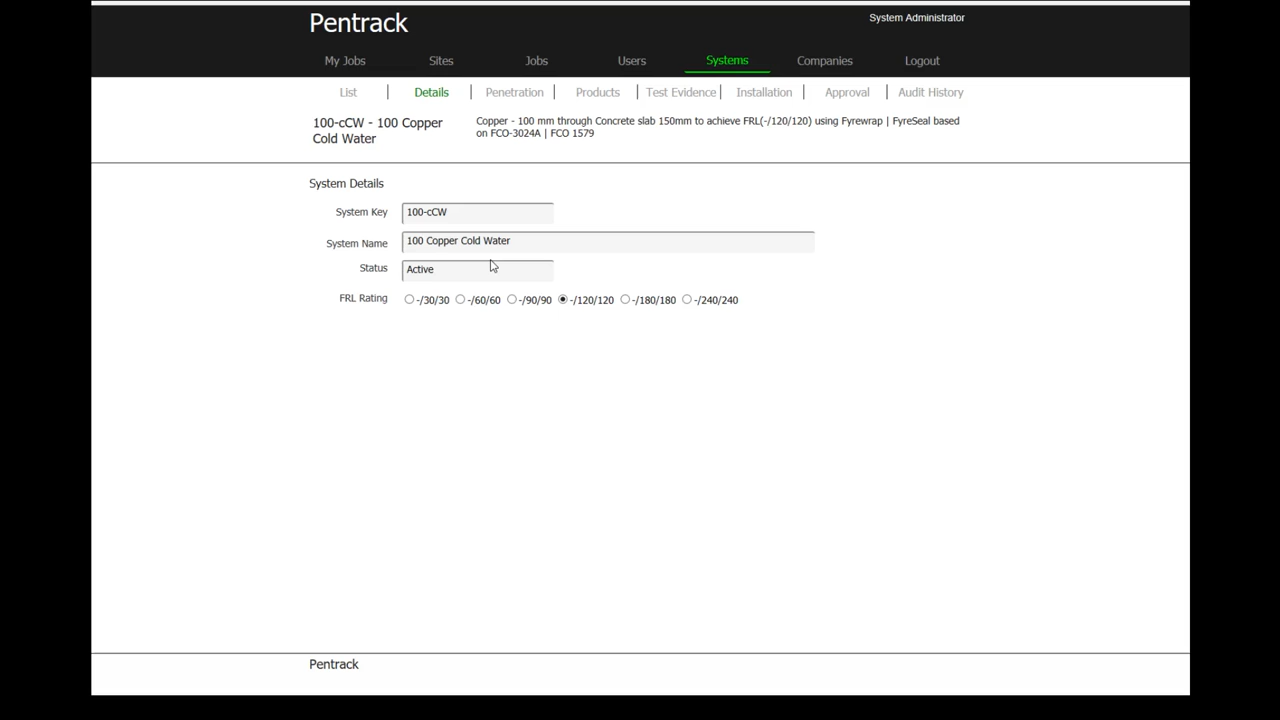 Pentrack
System Administrator
My Jobs Sites Jobs Users Systems Companies Logout
List | Details | Penetration | Products | Test Evidence | Installation | Approval | Audit History
100-cCW - 100 Copper
Cold Water
Copper - 100 mm through Concrete slab 150mm to achieve FRL(-/120/120) using Fyrewrap | FyreSeal based
on FCO-3024A | FCO 1579
System Details
System Key 100-cCW
System Name 100 Copper Cold Water
Status Active
FRL Rating -/30/30 -/60/60 -/90/90 -/120/120 -/180/180 -/240/240
Pentrack